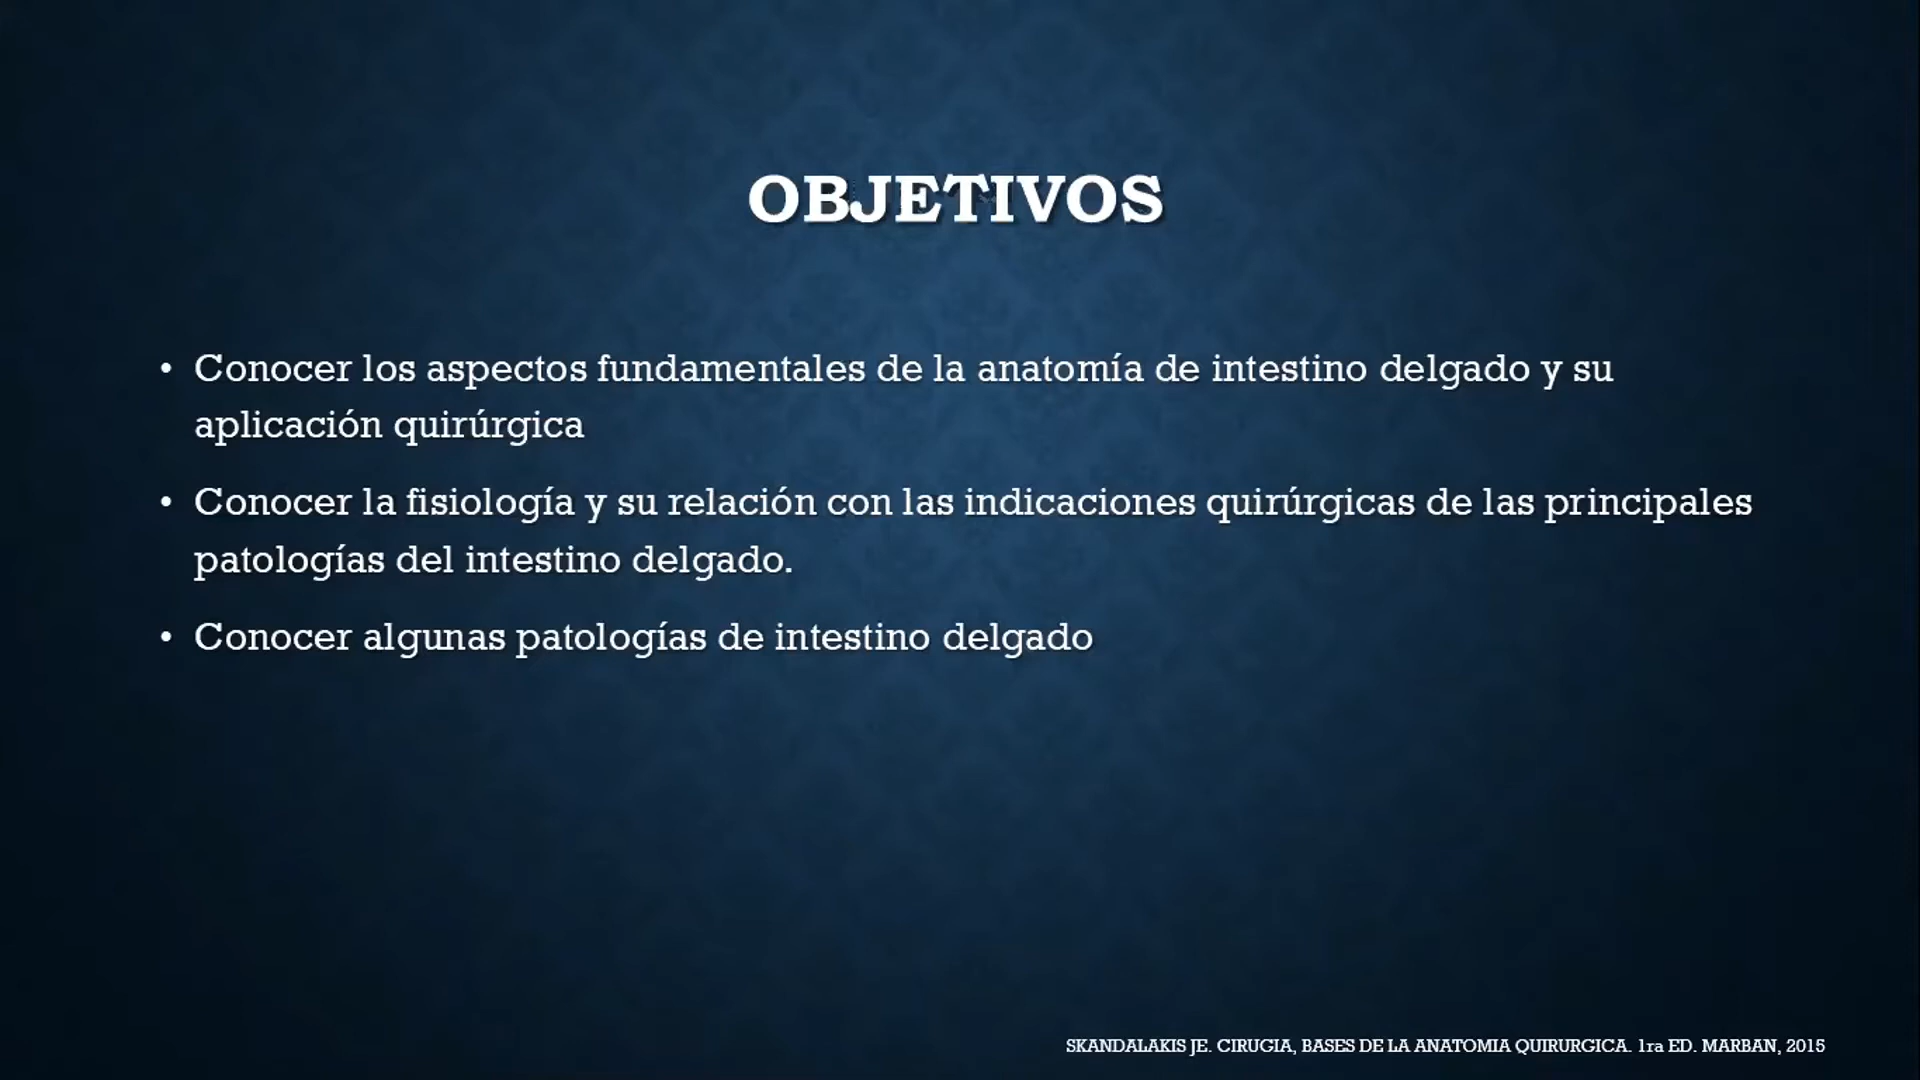 OBJETIVOS
• Conocer los aspectos fundamentales de la anatomía de intestino delgado y su
aplicación quirúrgica
• Conocer la fisiología y su relación con las indicaciones quirúrgicas de las principales
patologías del intestino delgado.
• Conocer algunas patologías de intestino delgado
SKANDALAKIS JE. CIRUGIA, BASES DE LA ANATOMIA QUIRURGICA. 1ra ED. MARBAN, 2015